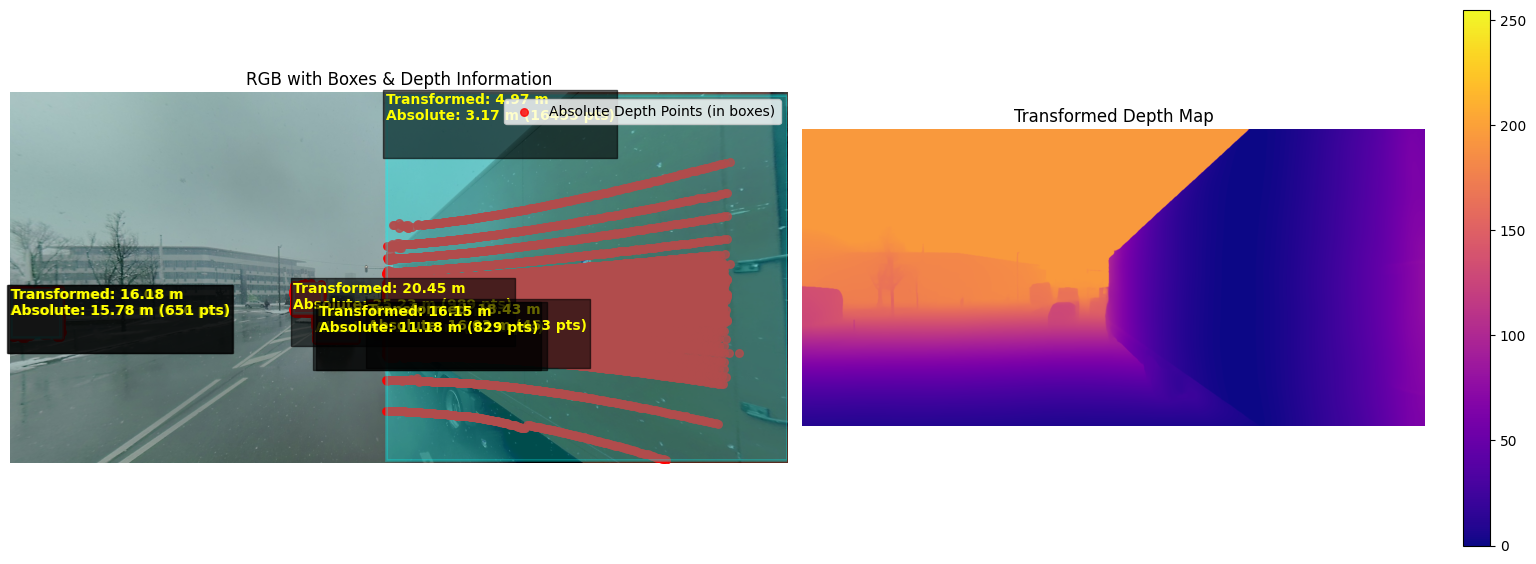 RGB with Boxes & Depth Information
Transformed: 4.97 m
Absolute: 3.17 m
Absolute Depth Points (in boxes)
Transformed: 16.18 m
Absolute: 15.78 m (651 pts)
Transformed: 20.45 m
Transformed: 16.15 m
Absolute: 11.18 m (829 pts)
Transformed Depth Map
250
200
150
100
50
0